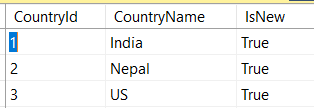 CountryId CountryName IsNew
1 India True
2 Nepal True
3 US True